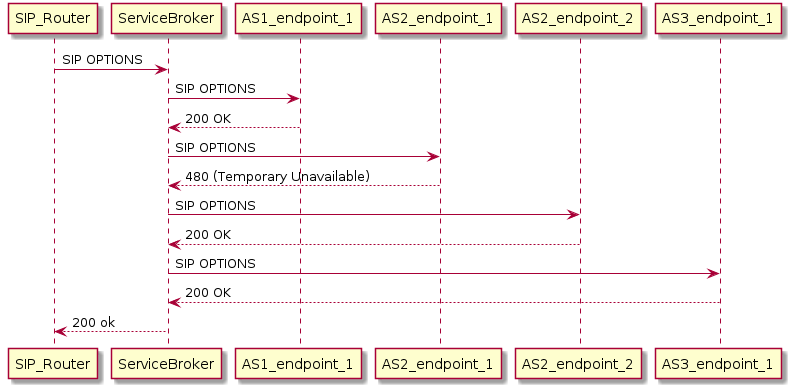 SIP_Router ServiceBroker AS1_endpoint_1 AS2_endpoint_1 AS2_endpoint_2 AS3_endpoint_1
SIP OPTIONS
SIP OPTIONS
200 OK
SIP OPTIONS
480 (Temporary Unavailable)
SIP OPTIONS
200 OK
SIP OPTIONS
200 OK
200 ok
SIP_Router ServiceBroker AS1_endpoint_1 AS2_endpoint_1 AS2_endpoint_2 AS3_endpoint_1